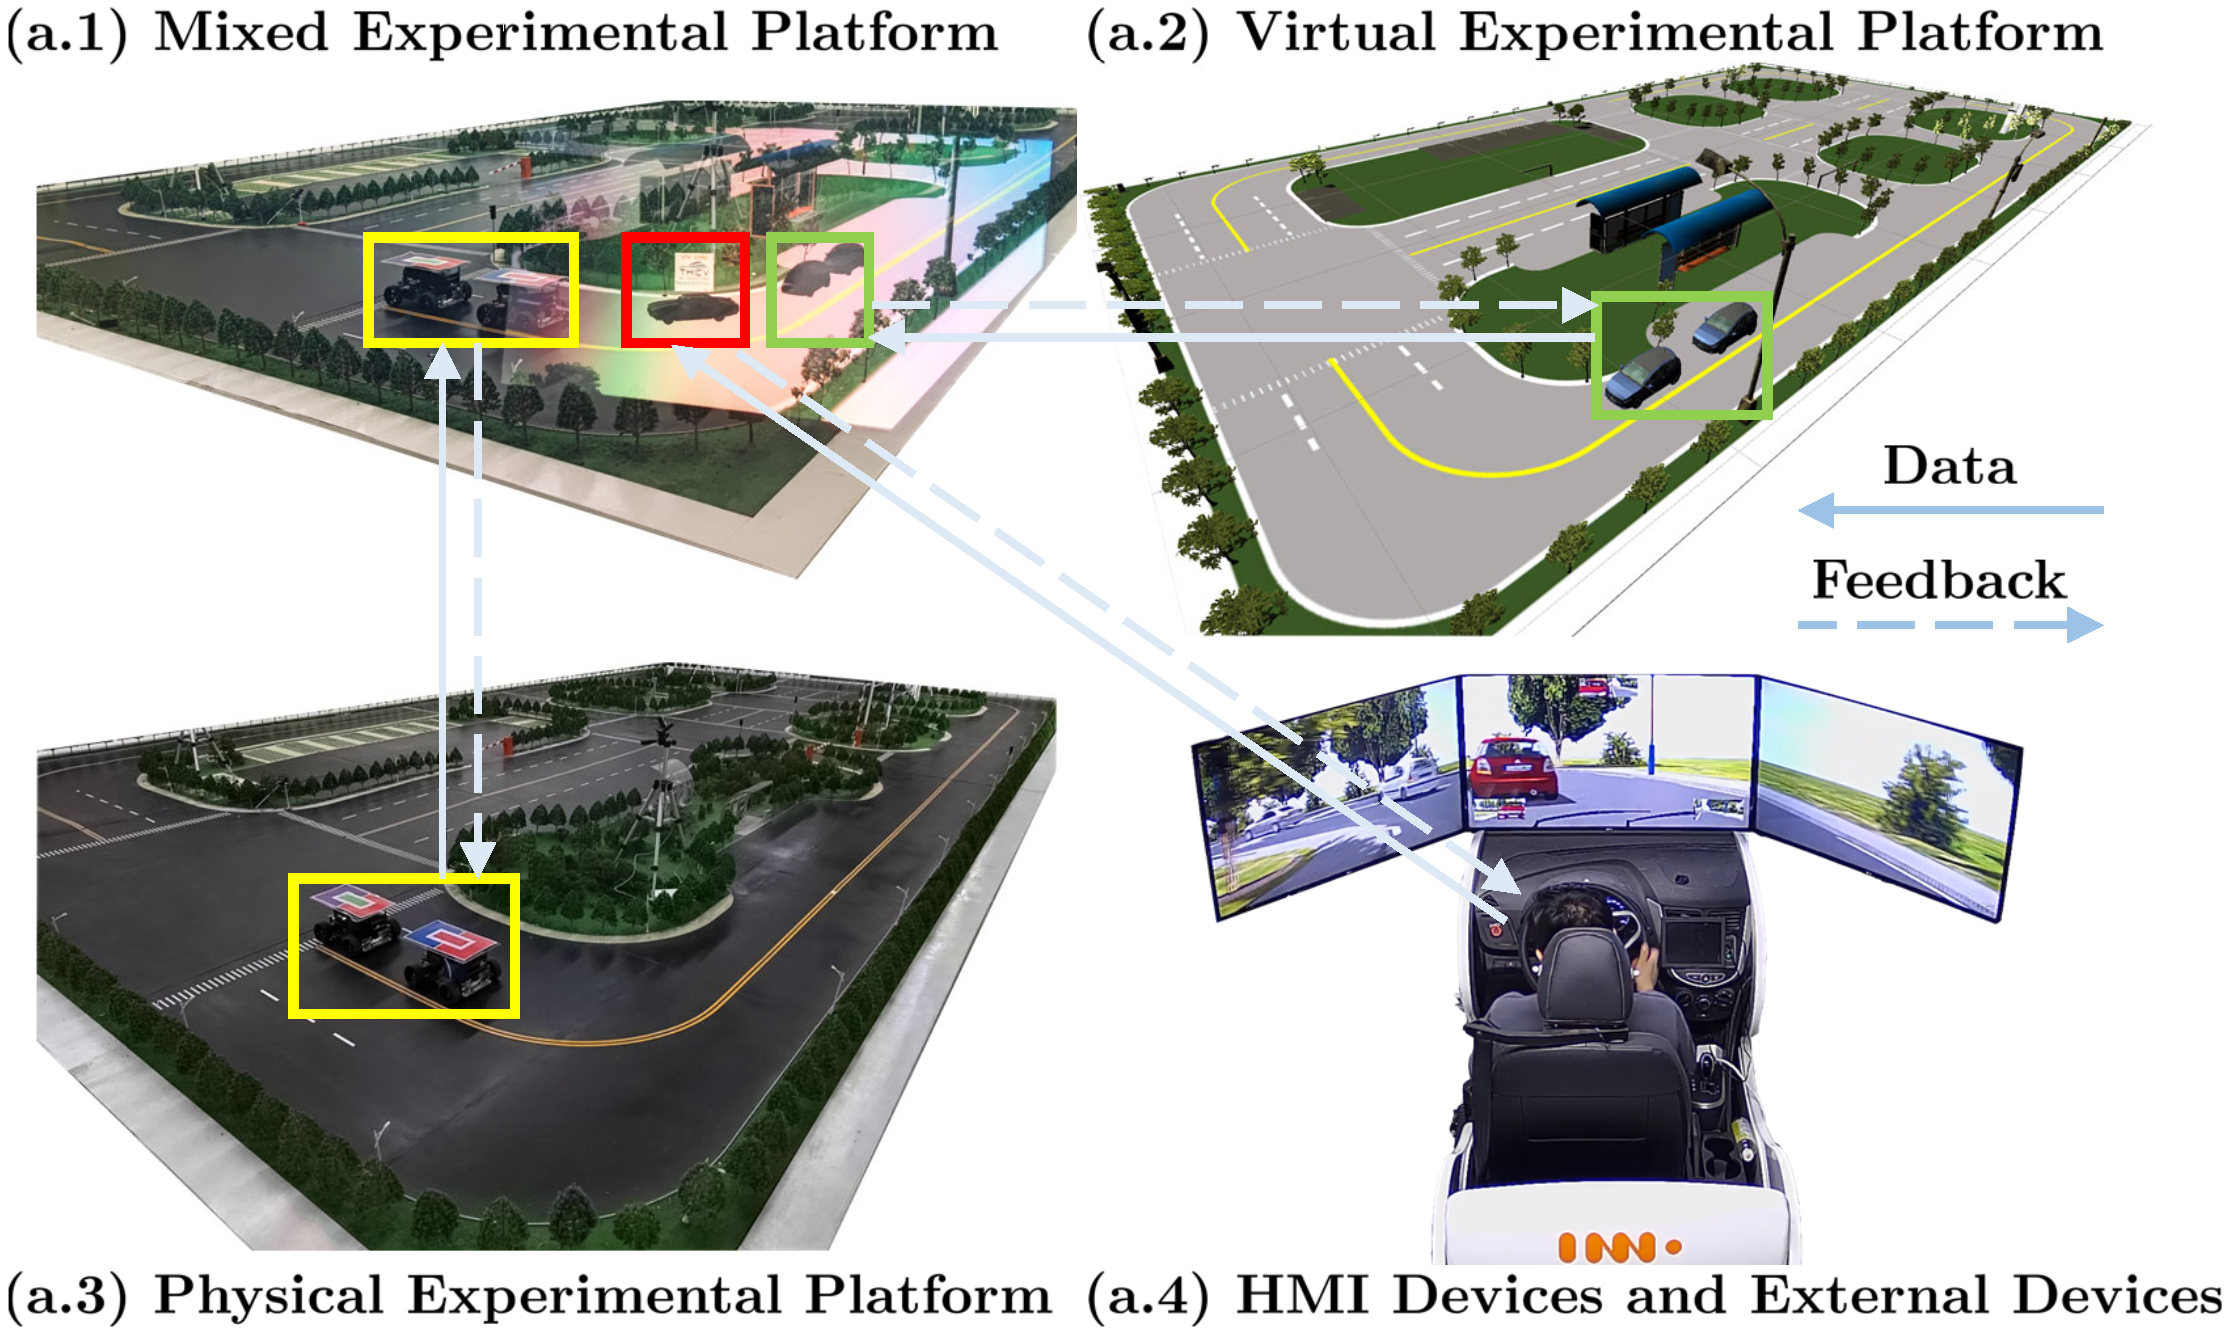 (a.1) Mixed Experimental Platform
(a.2) Virtual Experimental Platform
THICV
Data
Feedback
(a.3) Physical Experimental Platform
(a.4) HMI Devices and External Devices